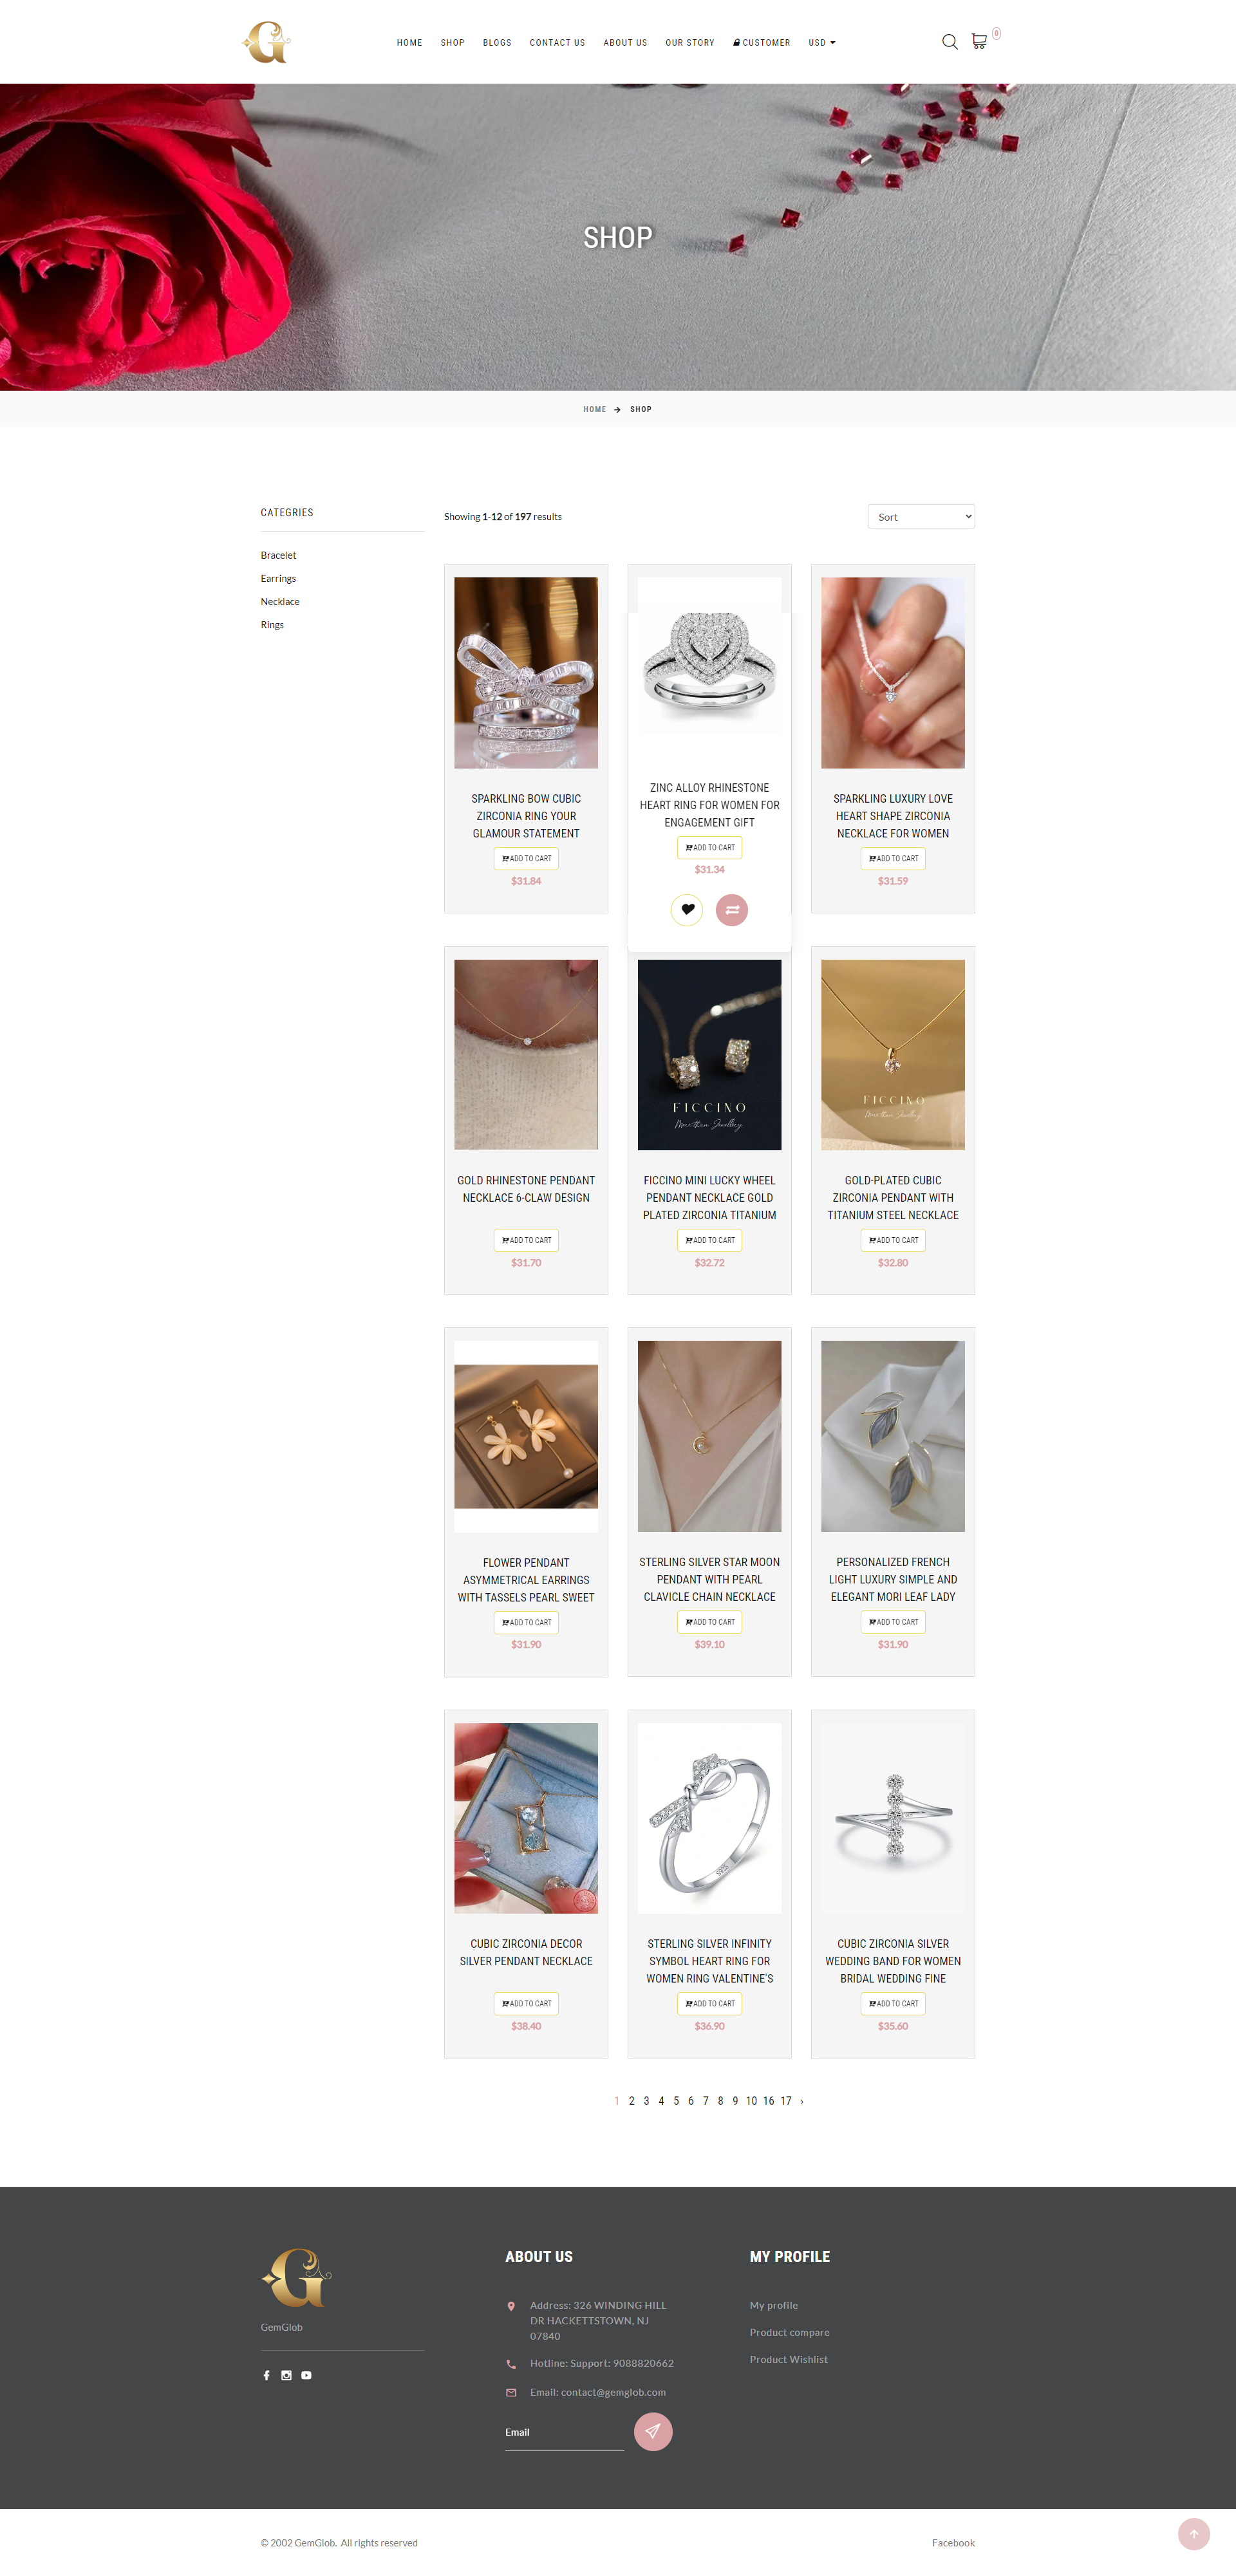 G
HOME SHOP BLOGS CONTACT US ABOUT US OUR STORY CUSTOMER USD
0
SHOP
HOME SHOP
CATEGRIES
Bracelet
Earrings
Necklace
Rings
Showing 1-12 of 197 results
Sort
SPARKLING BOW CUBIC
ZIRCONIA RING YOUR
GLAMOUR STATEMENT
ADD TO CART
$31.84
ZINC ALLOY RHINESTONE
HEART RING FOR WOMEN FOR
ENGAGEMENT GIFT
ADD TO CART
$31.34
SPARKLING LUXURY LOVE
HEART SHAPE ZIRCONIA
NECKLACE FOR WOMEN
ADD TO CART
$31.59
GOLD RHINESTONE PENDANT
NECKLACE 6-CLAW DESIGN
ADD TO CART
$31.70
FICCINO
More than Jewellery
FICCINO MINI LUCKY WHEEL
PENDANT NECKLACE GOLD
PLATED ZIRCONIA TITANIUM
ADD TO CART
$32.72
FICCINO
More than Jewellery
GOLD-PLATED CUBIC
ZIRCONIA PENDANT WITH
TITANIUM STEEL NECKLACE
ADD TO CART
$32.80
FLOWER PENDANT
ASYMMETRICAL EARRINGS
WITH TASSELS PEARL SWEET
ADD TO CART
$31.90
STERLING SILVER STAR MOON
PENDANT WITH PEARL
CLAVICLE CHAIN NECKLACE
ADD TO CART
$39.10
PERSONALIZED FRENCH
LIGHT LUXURY SIMPLE AND
ELEGANT MORI LEAF LADY
ADD TO CART
$31.90
CUBIC ZIRCONIA DECOR
SILVER PENDANT NECKLACE
ADD TO CART
$38.40
S925
STERLING SILVER INFINITY
SYMBOL HEART RING FOR
WOMEN RING VALENTINE'S
ADD TO CART
$36.90
CUBIC ZIRCONIA SILVER
WEDDING BAND FOR WOMEN
BRIDAL WEDDING FINE
ADD TO CART
$35.60
1 2 3 4 5 6 7 8 9 10 16 17 ›
G
GemGlob
ABOUT US
Address: 326 WINDING HILL
DR HACKETTSTOWN, NJ
07840
Hotline: Support: 9088820662
Email: contact@gemglob.com
Email
MY PROFILE
My profile
Product compare
Product Wishlist
© 2002 GemGlob. All rights reserved
Facebook